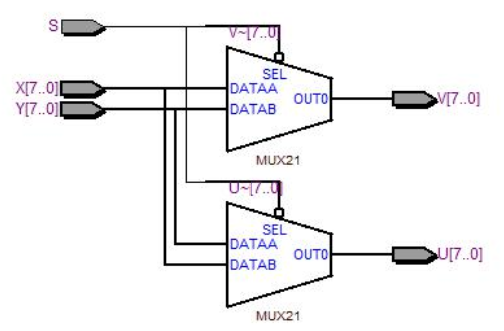 S
V~[7..0]
SEL
X[7..0]
DATAA
Y[7..0]
DATAB
OUT0
V[7..0]
MUX21
U~[7..0]
SEL
DATAA
DATAB
OUT0
U[7..0]
MUX21